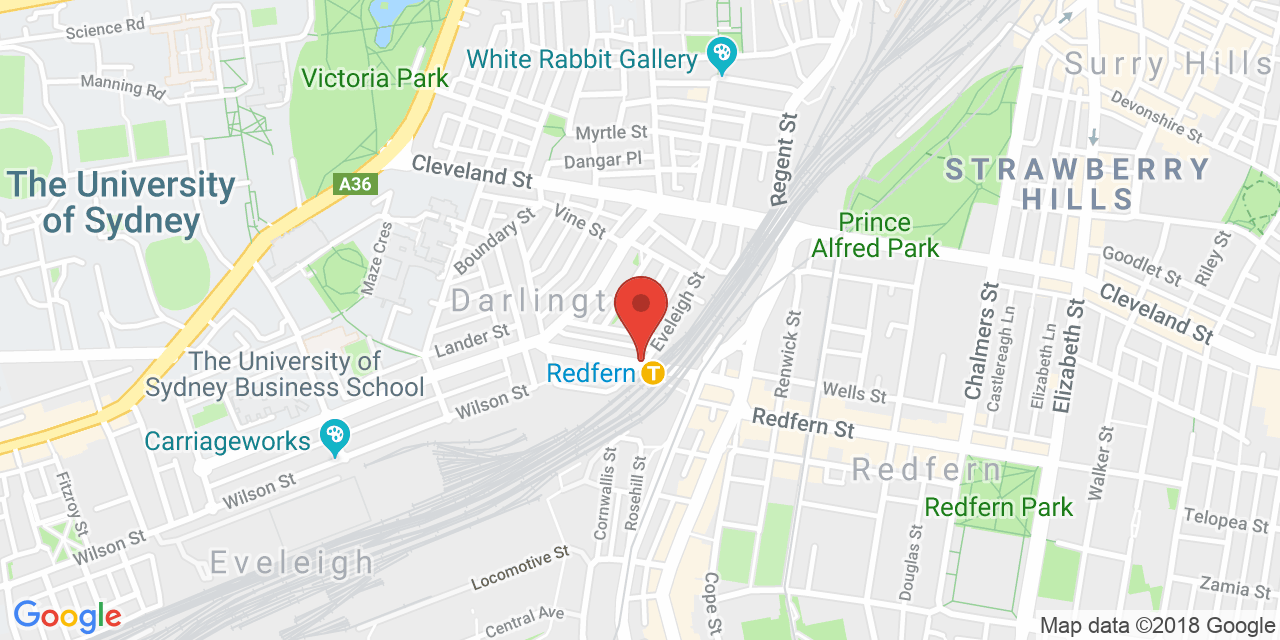 Science Rd
Manning Rd
Victoria Park
White Rabbit Gallery
Surry Hills
Devonshire St
Myrtle St
Dangar Pl
Regent St
Cleveland St
A36
The University
of Sydney
STRAWBERRY
HILLS
Prince
Alfred Park
Boundary St
Vine St
Maze Cres
Goodlet St
Riley St
Cleveland St
Darlingt
Eveleigh St
Lander St
Chalmers St
Castlereagh Ln
Elizabeth Ln
Elizabeth St
Renwick St
The University of
Sydney Business School
Redfern
T
Wilson St
Wells St
Redfern St
Carriageworks
Redfern
Walker St
Fitzroy St
Wilson St
Cornwallis St
Rosehill St
Redfern Park
Telopea St
Wilson St
Eveleigh
Locomotive St
Douglas St
Zamia St
Cope St
Central Ave
Google
Map data ©2018 Google